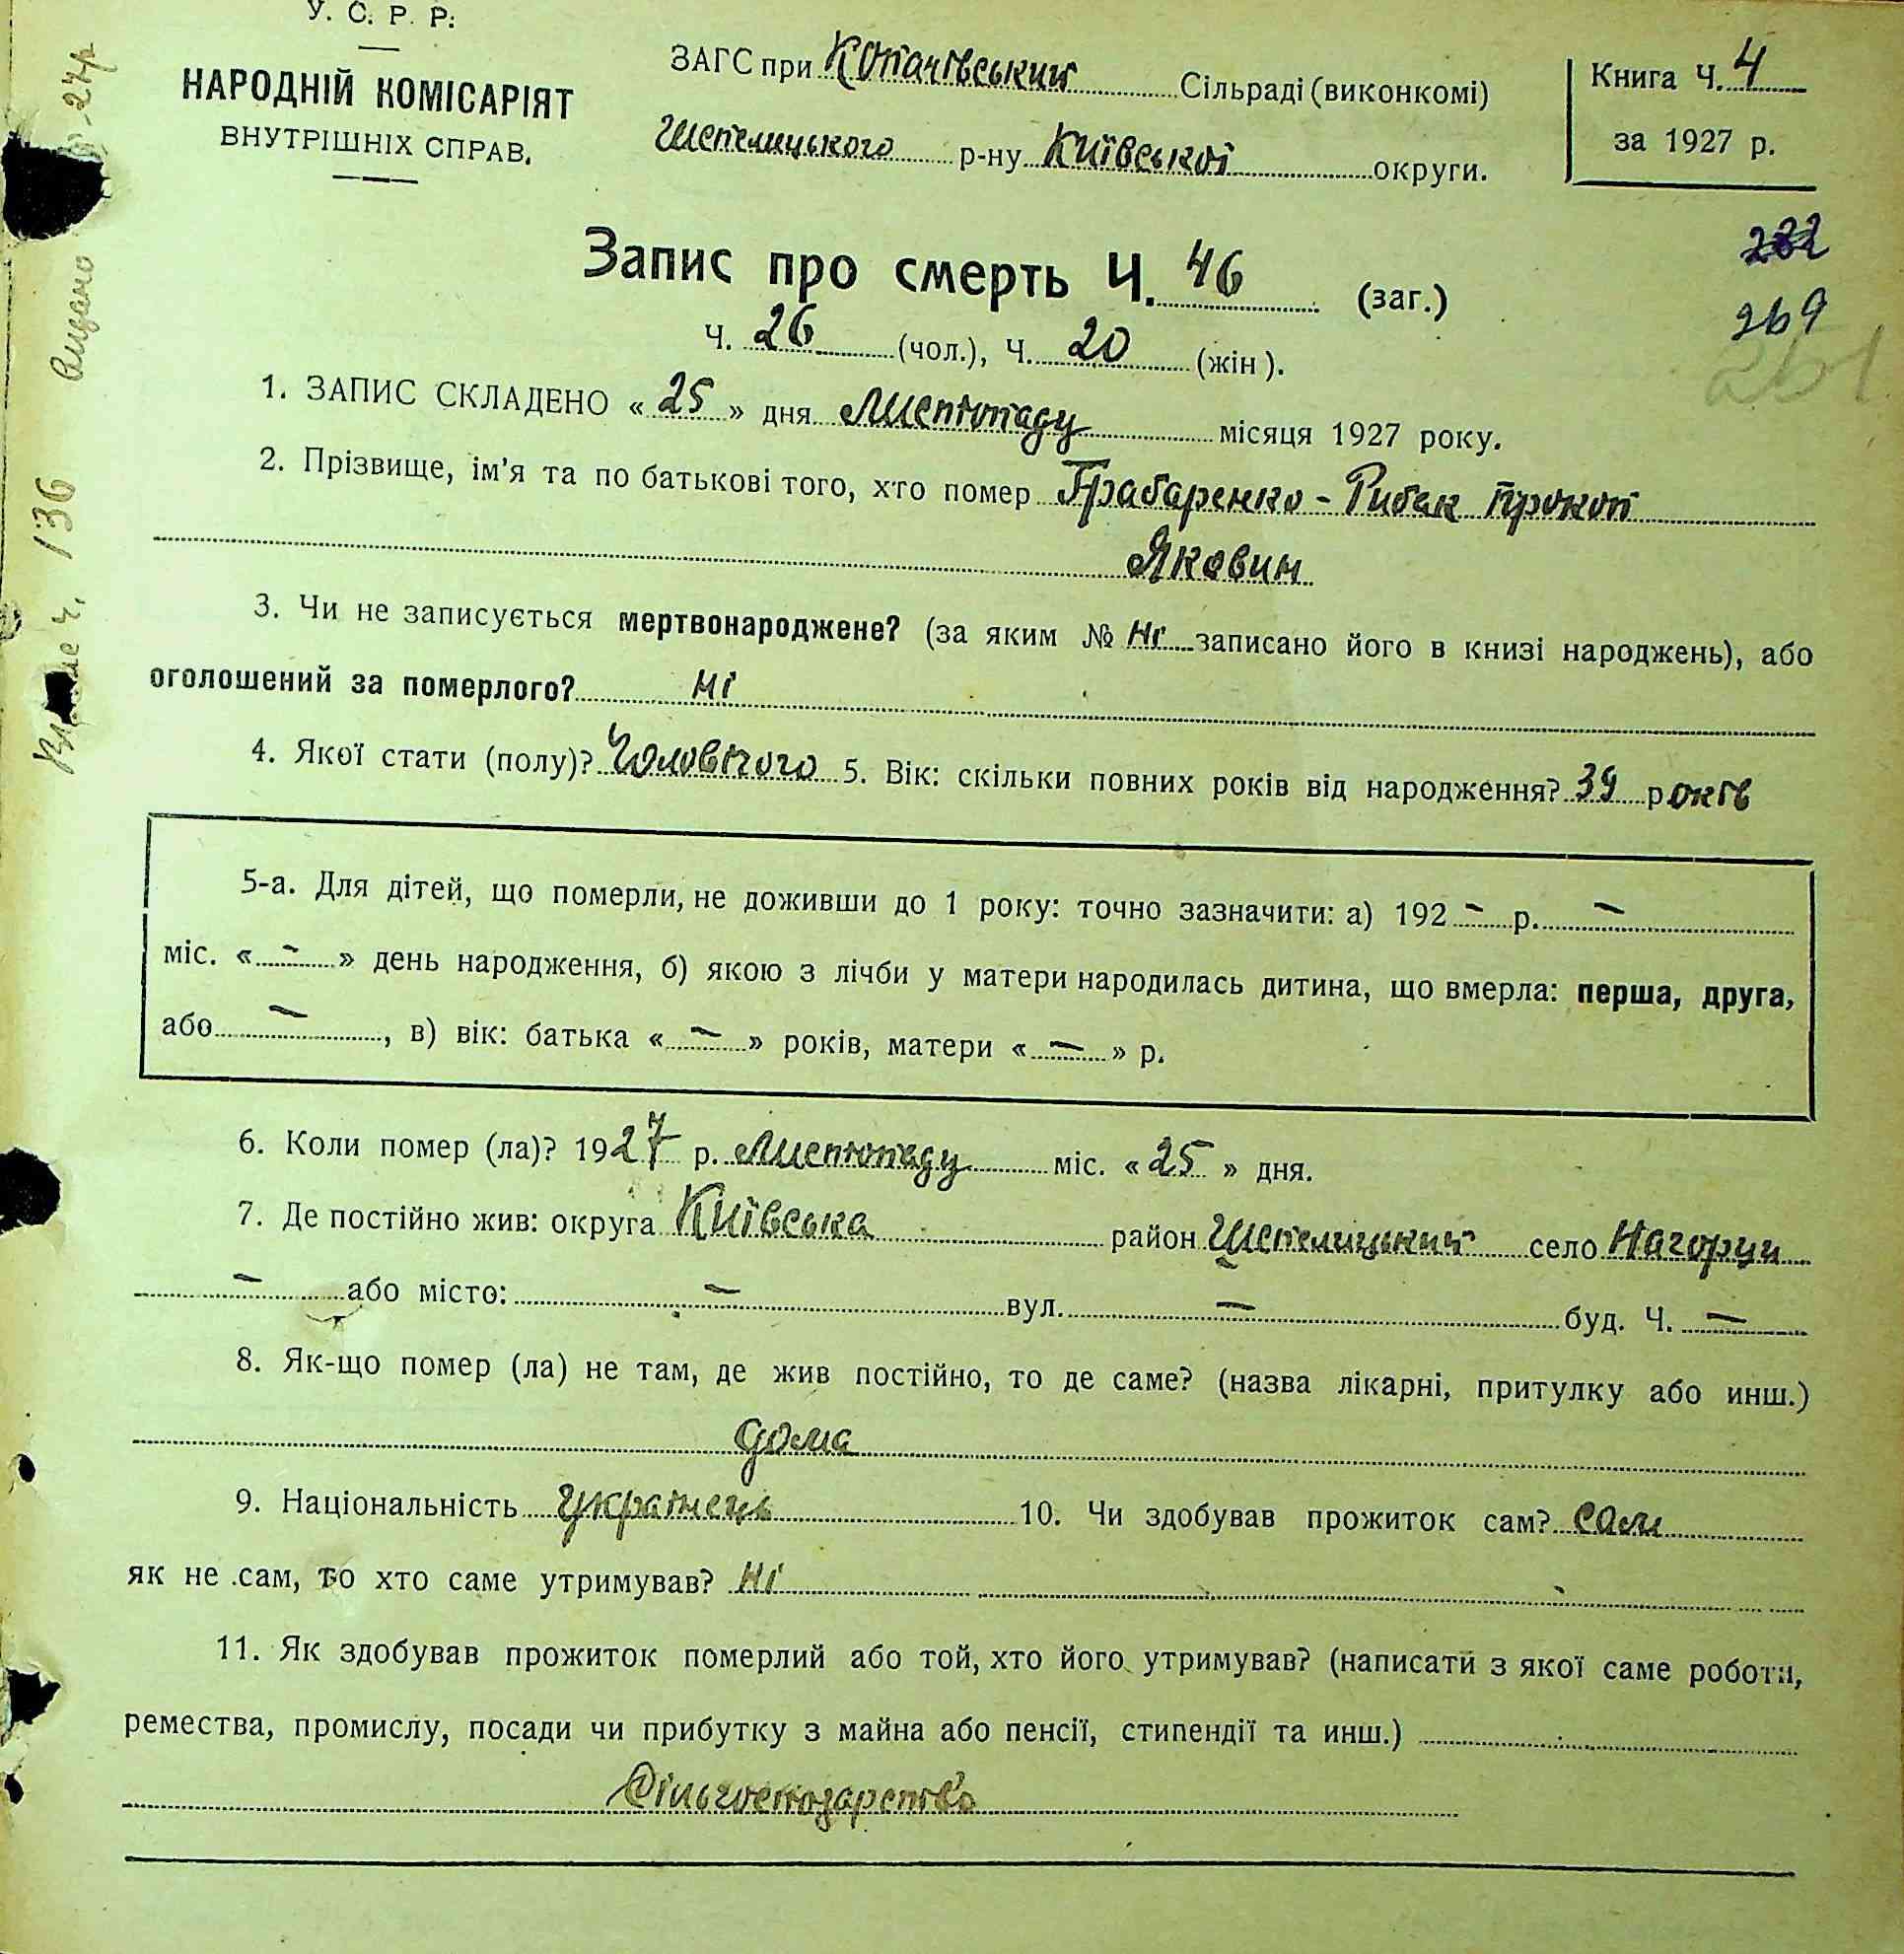 У. С. Р. Р.
НАРОДНІЙ КОМІСАРІЯТ
ВНУТРІШНІХ СПРАВ.
ЗАГС при Копачівський Сільраді (виконкомі)
Шепелицького р-ну Київської округи.
Книга Ч. 4
за 1927 р.
Запис про смерть Ч. 46 (заг.)
269
261
Ч. 26 (чол.), Ч. 20 (жін).
1. ЗАПИС СКЛАДЕНО « 25 » дня Листопаду місяця 1927 року.
2. Прізвище, ім'я та по батькові того, хто помер Грабаренко - Рибак Прокоп
Яковин
3. Чи не записується мертвонароджене? (за яким № ні записано його в книзі народжень), або
оголошений за померлого? ні
4. Якої стати (полу)? Чоловічого 5. Вік: скільки повних років від народження? 39 років
5-а. Для дітей, що померли, не доживши до 1 року: точно зазначити: а) 192 – р. –
міс. « – » день народження, б) якою з лічби у матери народилась дитина, що вмерла: перша, друга,
або –, в) вік: батька « – » років, матери « – » р.
6. Коли помер (ла)? 1927 р. Листопаду міс. « 25 » дня.
7. Де постійно жив: округа Київська район Шепелицький село Нагорци
– або місто: – вул. – буд. Ч. –
8. Як-що помер (ла) не там, де жив постійно, то де саме? (назва лікарні, притулку або инш.)
дома
9. Національність українець 10. Чи здобував прожиток сам? сам
як не сам, то хто саме утримував? ні
11. Як здобував прожиток померлий або той, хто його утримував? (написати з якої саме роботи,
ремества, промислу, посади чи прибутку з майна або пенсії, стипендії та инш.)
Сільгосподарство
ч. 136 видано